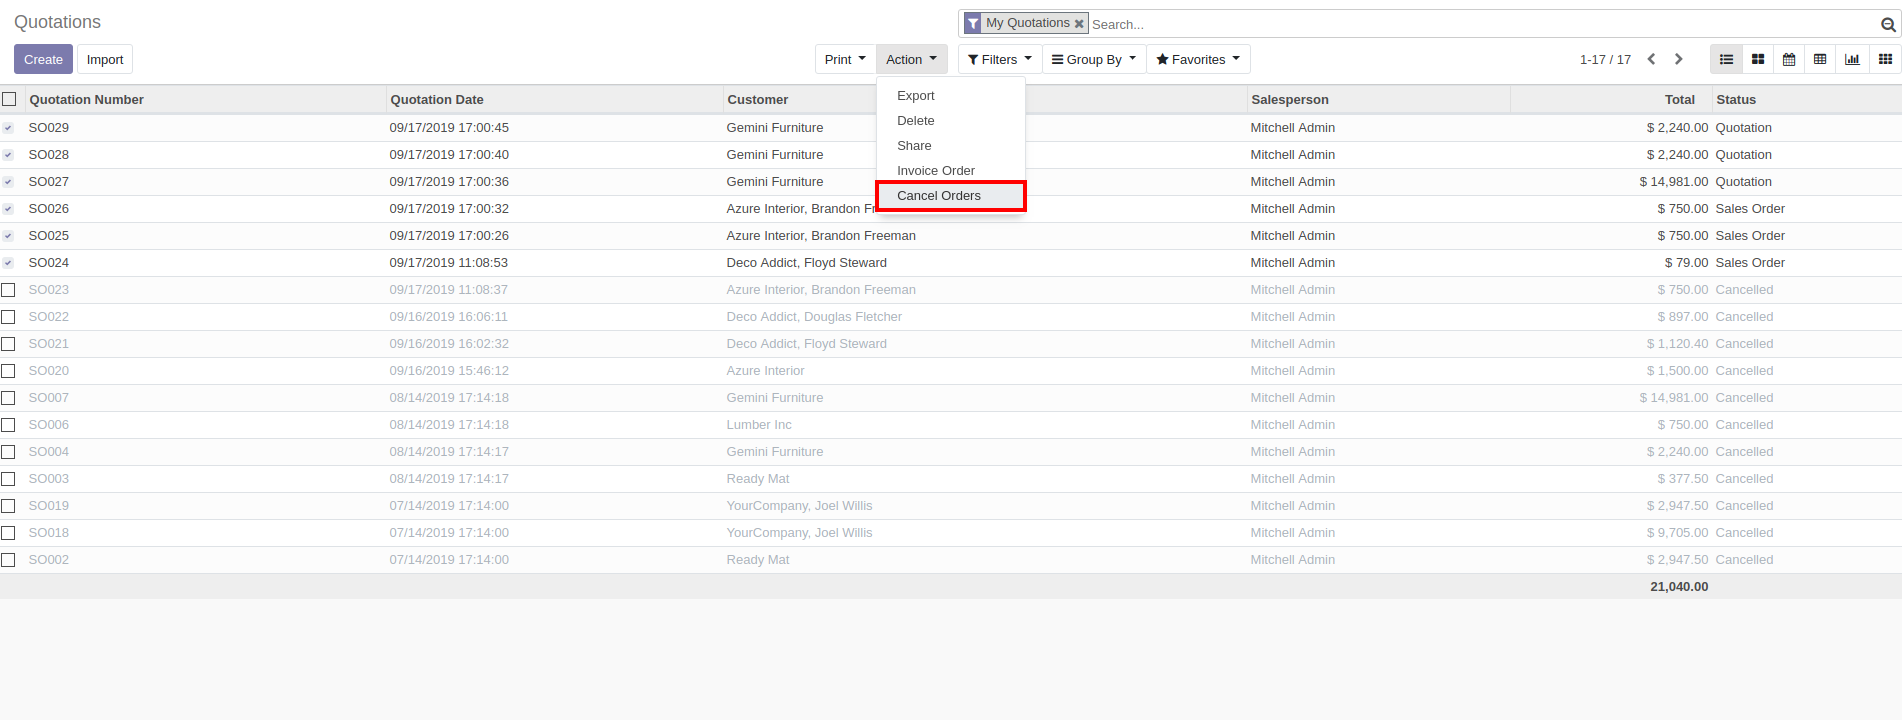 Quotations
My Quotations Search...
Create Import Print Action Filters Group By Favorites 1-17 / 17
Export
Delete
Share
Invoice Order
Cancel Orders
Quotation Number Quotation Date Customer Salesperson Total Status
SO029 09/17/2019 17:00:45 Gemini Furniture Mitchell Admin $ 2,240.00 Quotation
SO028 09/17/2019 17:00:40 Gemini Furniture Mitchell Admin $ 2,240.00 Quotation
SO027 09/17/2019 17:00:36 Gemini Furniture Mitchell Admin $ 14,981.00 Quotation
SO026 09/17/2019 17:00:32 Azure Interior, Brandon Fr Mitchell Admin $ 750.00 Sales Order
SO025 09/17/2019 17:00:26 Azure Interior, Brandon Freeman Mitchell Admin $ 750.00 Sales Order
SO024 09/17/2019 11:08:53 Deco Addict, Floyd Steward Mitchell Admin $ 79.00 Sales Order
SO023 09/17/2019 11:08:37 Azure Interior, Brandon Freeman Mitchell Admin $ 750.00 Cancelled
SO022 09/16/2019 16:06:11 Deco Addict, Douglas Fletcher Mitchell Admin $ 897.00 Cancelled
SO021 09/16/2019 16:02:32 Deco Addict, Floyd Steward Mitchell Admin $ 1,120.40 Cancelled
SO020 09/16/2019 15:46:12 Azure Interior Mitchell Admin $ 1,500.00 Cancelled
SO007 08/14/2019 17:14:18 Gemini Furniture Mitchell Admin $ 14,981.00 Cancelled
SO006 08/14/2019 17:14:18 Lumber Inc Mitchell Admin $ 750.00 Cancelled
SO004 08/14/2019 17:14:17 Gemini Furniture Mitchell Admin $ 2,240.00 Cancelled
SO003 08/14/2019 17:14:17 Ready Mat Mitchell Admin $ 377.50 Cancelled
SO019 07/14/2019 17:14:00 YourCompany, Joel Willis Mitchell Admin $ 2,947.50 Cancelled
SO018 07/14/2019 17:14:00 YourCompany, Joel Willis Mitchell Admin $ 9,705.00 Cancelled
SO002 07/14/2019 17:14:00 Ready Mat Mitchell Admin $ 2,947.50 Cancelled
21,040.00